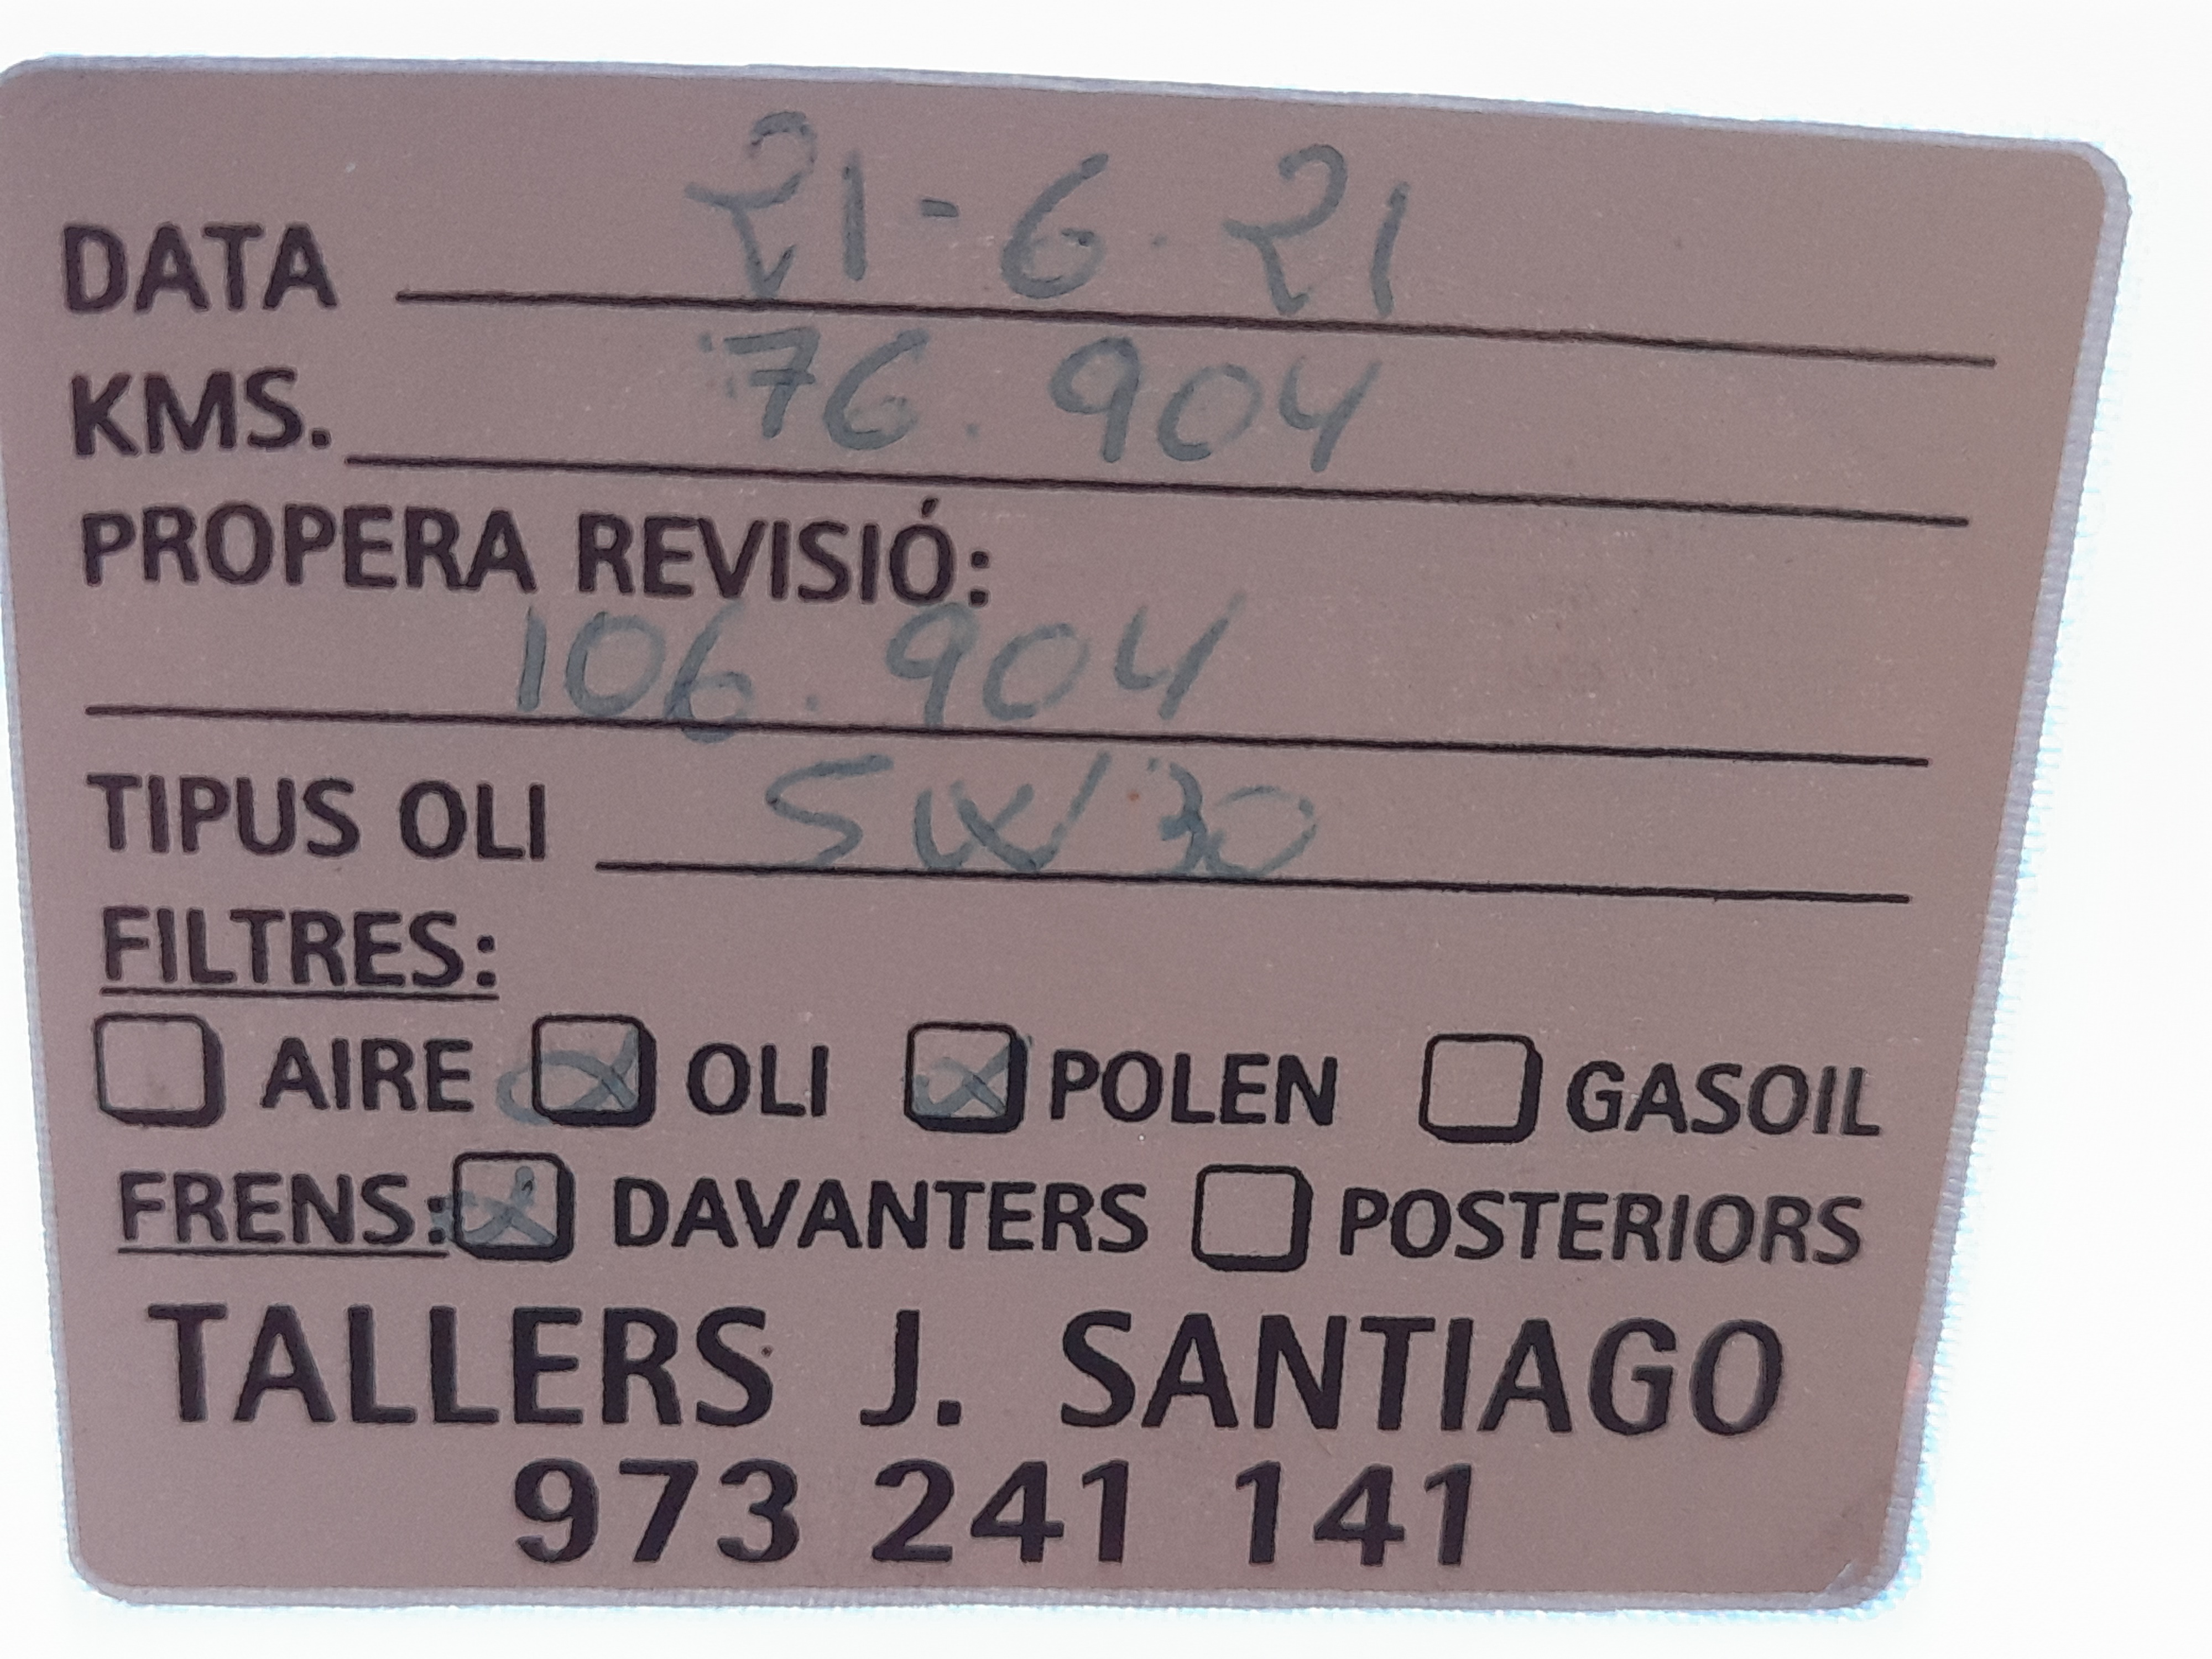 DATA 21-6-21
KMS. 76.904
PROPERA REVISIÓ:
106.904
TIPUS OLI 5W30
FILTRES:
AIRE OLI POLEN GASOIL
FRENS: DAVANTERS POSTERIORS
TALLERS J. SANTIAGO
973 241 141